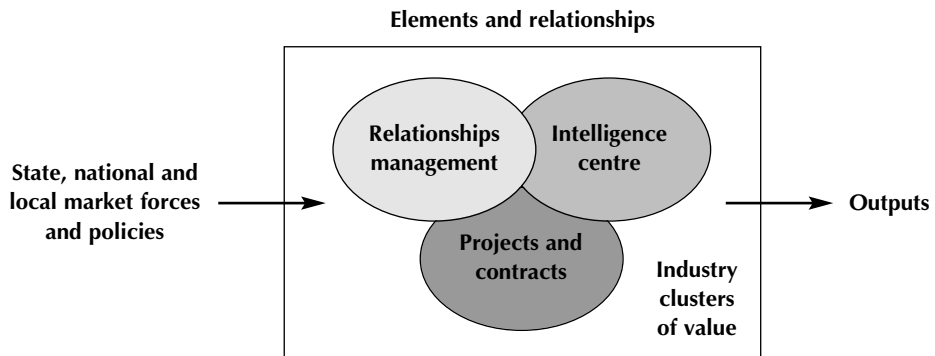 Elements and relationships
Relationships
management
Intelligence
centre
State, national and
local market forces
and policies
Outputs
Projects and
contracts
Industry
clusters
of value